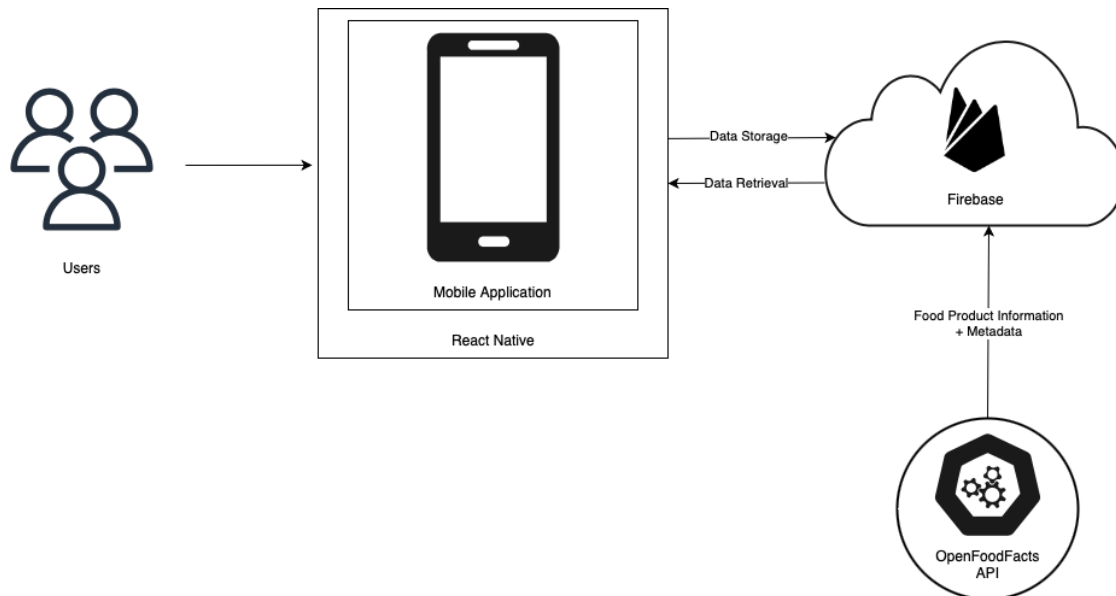 Users
Mobile Application
React Native
Data Storage
Data Retrieval
Firebase
Food Product Information
+ Metadata
OpenFoodFacts
API